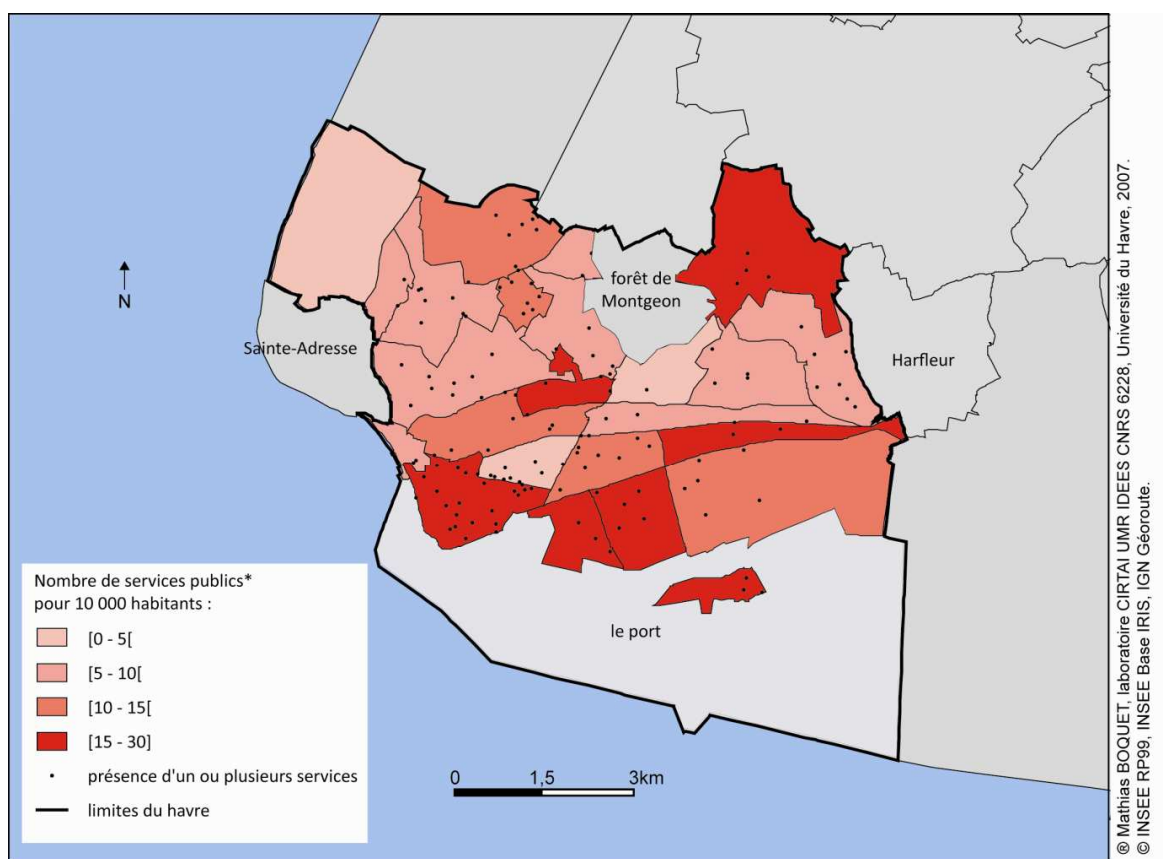 forêt de
Montgeon
N
Sainte-Adresse
Harfleur
le port
Nombre de services publics*
pour 10 000 habitants :
[0 - 5[
[5 - 10[
[10 - 15[
[15 - 30]
présence d'un ou plusieurs services
limites du havre
0 1,5 3km
® Mathias BOQUET, laboratoire CIRTAI UMR IDEES CNRS 6228, Université du Havre, 2007.
© INSEE RP99, INSEE Base IRIS, IGN Géoroute.